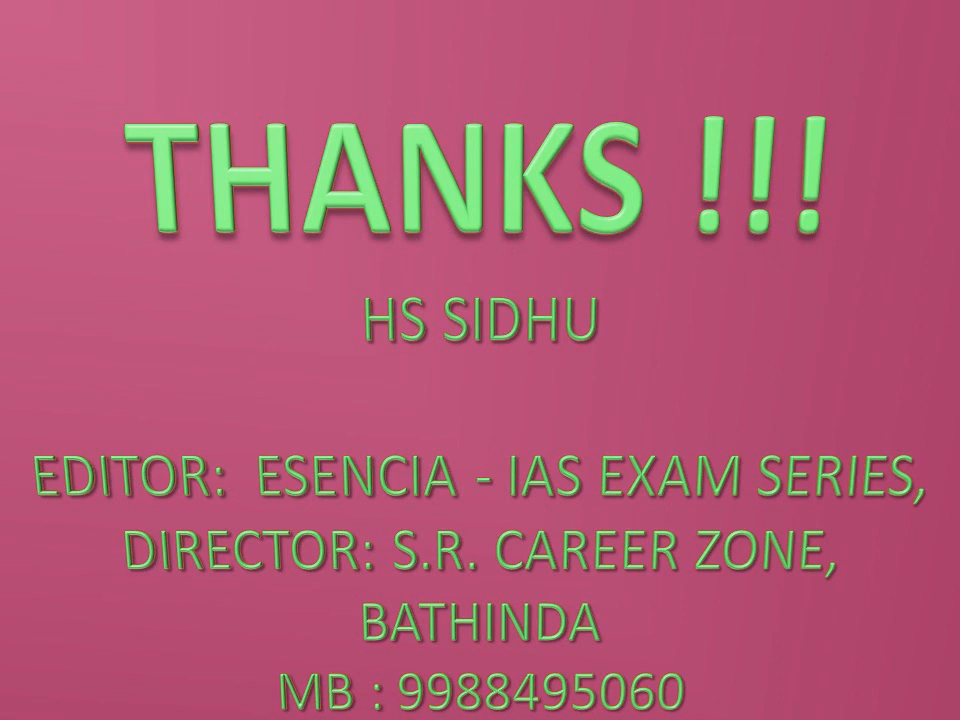 THANKS !!!
HS SIDHU
EDITOR: ESENCIA - IAS EXAM SERIES,
DIRECTOR: S.R. CAREER ZONE,
BATHINDA
MB : 9988495060